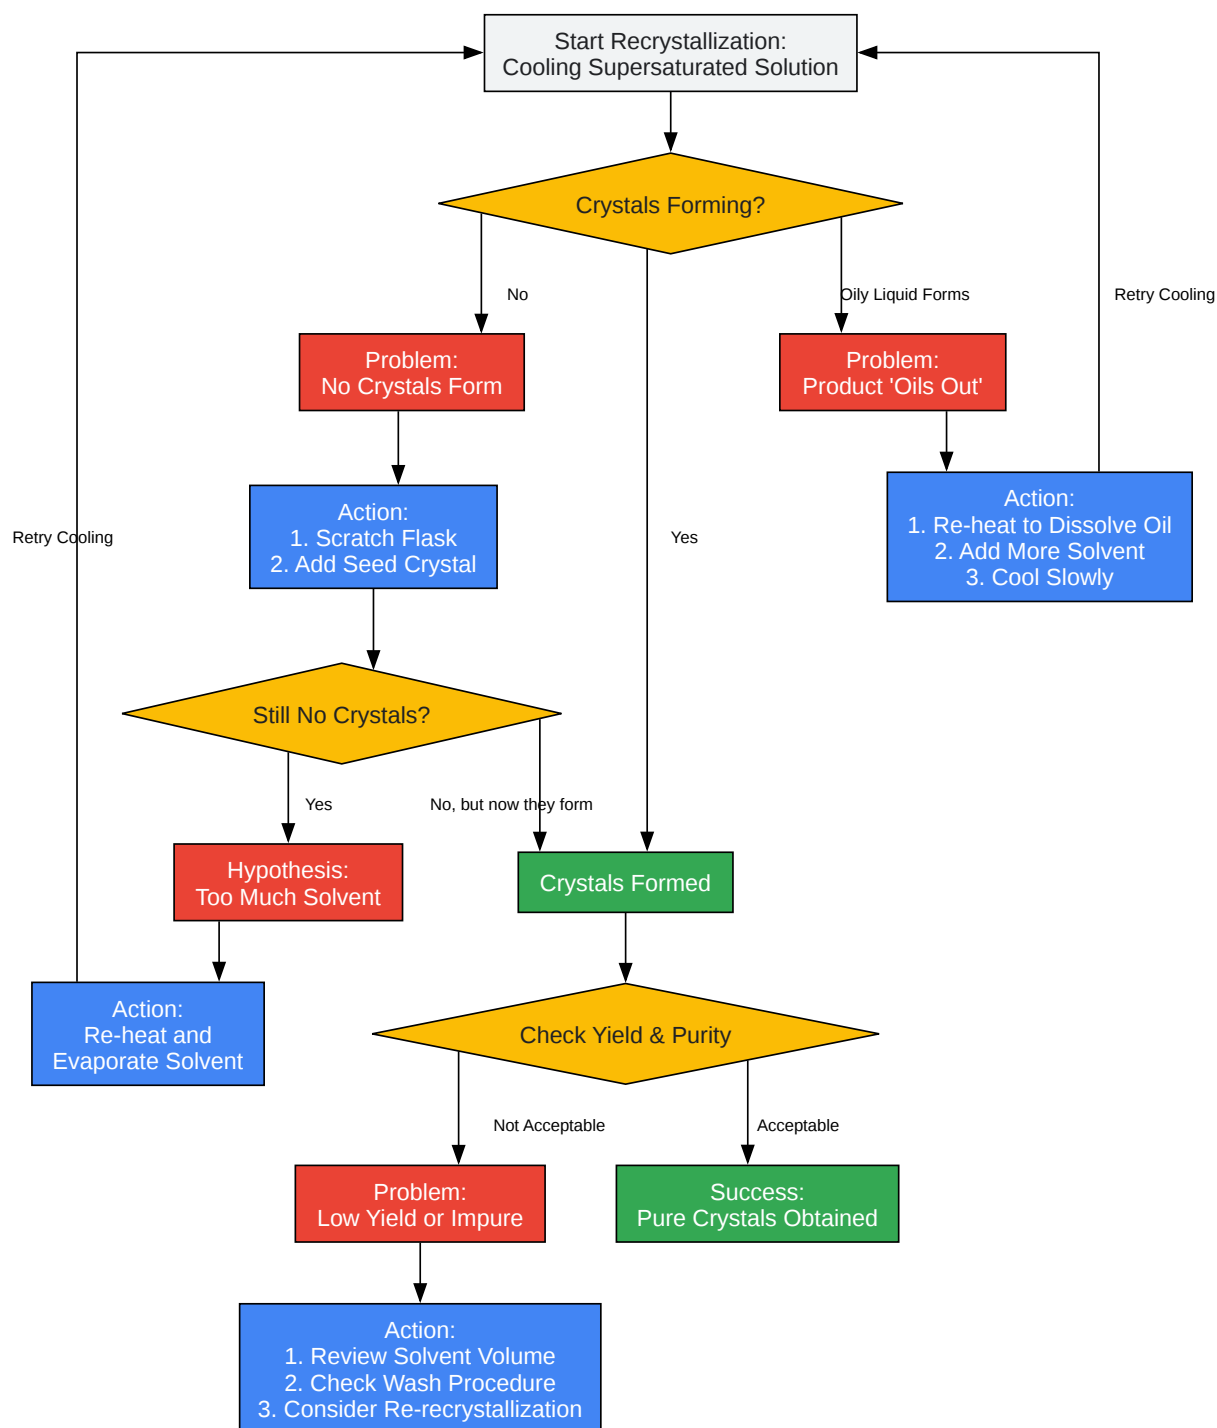 Start Recrystallization:
Cooling Supersaturated Solution
Crystals Forming?
No
Oily Liquid Forms
Retry Cooling
Problem:
No Crystals Form
Problem:
Product 'Oils Out'
Action:
1. Scratch Flask
2. Add Seed Crystal
Action:
1. Re-heat to Dissolve Oil
2. Add More Solvent
3. Cool Slowly
Retry Cooling
Yes
Still No Crystals?
Yes
No, but now they form
Hypothesis:
Too Much Solvent
Crystals Formed
Action:
Re-heat and
Evaporate Solvent
Check Yield & Purity
Not Acceptable
Acceptable
Problem:
Low Yield or Impure
Success:
Pure Crystals Obtained
Action:
1. Review Solvent Volume
2. Check Wash Procedure
3. Consider Re-recrystallization